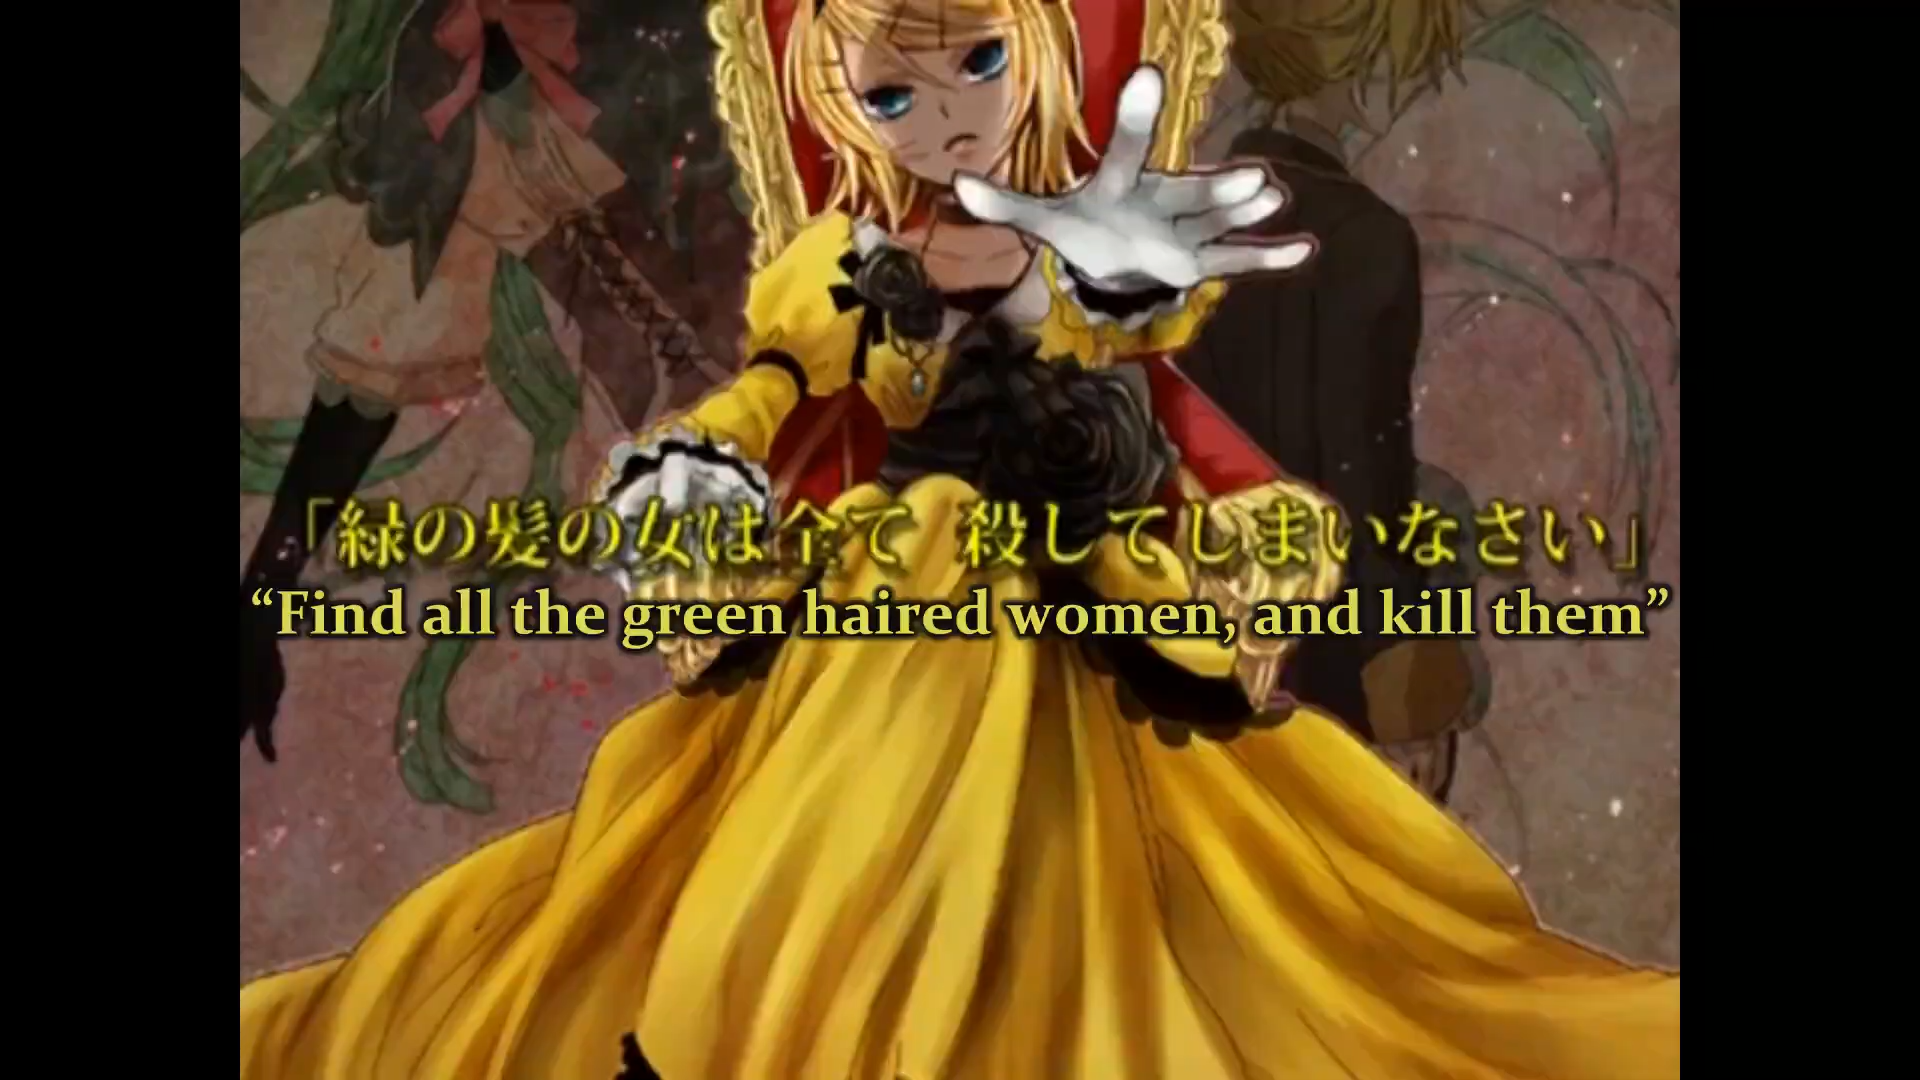 「緑の髪の女は全て 殺してしまいなさい」
“Find all the green haired women, and kill them”